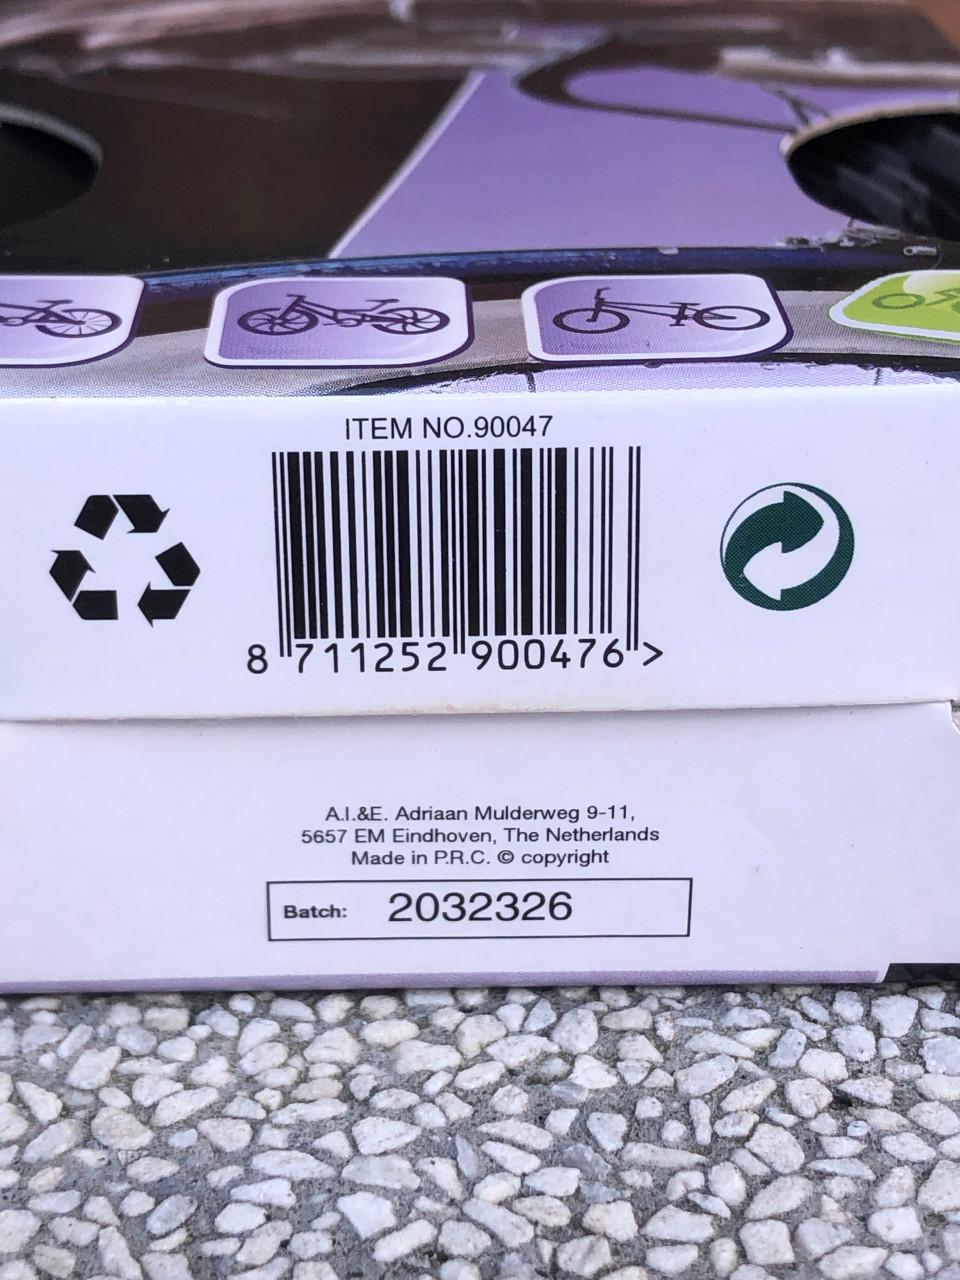 ITEM NO.90047
8 711252 900476 >
A.I.&E. Adriaan Mulderweg 9-11,
5657 EM Eindhoven, The Netherlands
Made in P.R.C. © copyright
Batch: 2032326